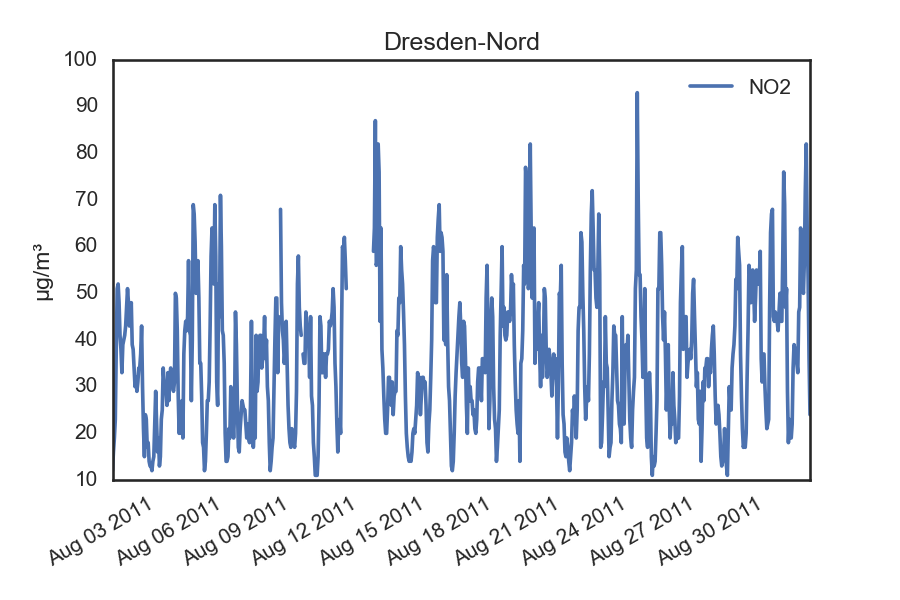 Dresden-Nord
100
90
80
70
60
50
40
30
20
10
µg/m³
NO2
Aug 03 2011
Aug 06 2011
Aug 09 2011
Aug 12 2011
Aug 15 2011
Aug 18 2011
Aug 21 2011
Aug 24 2011
Aug 27 2011
Aug 30 2011